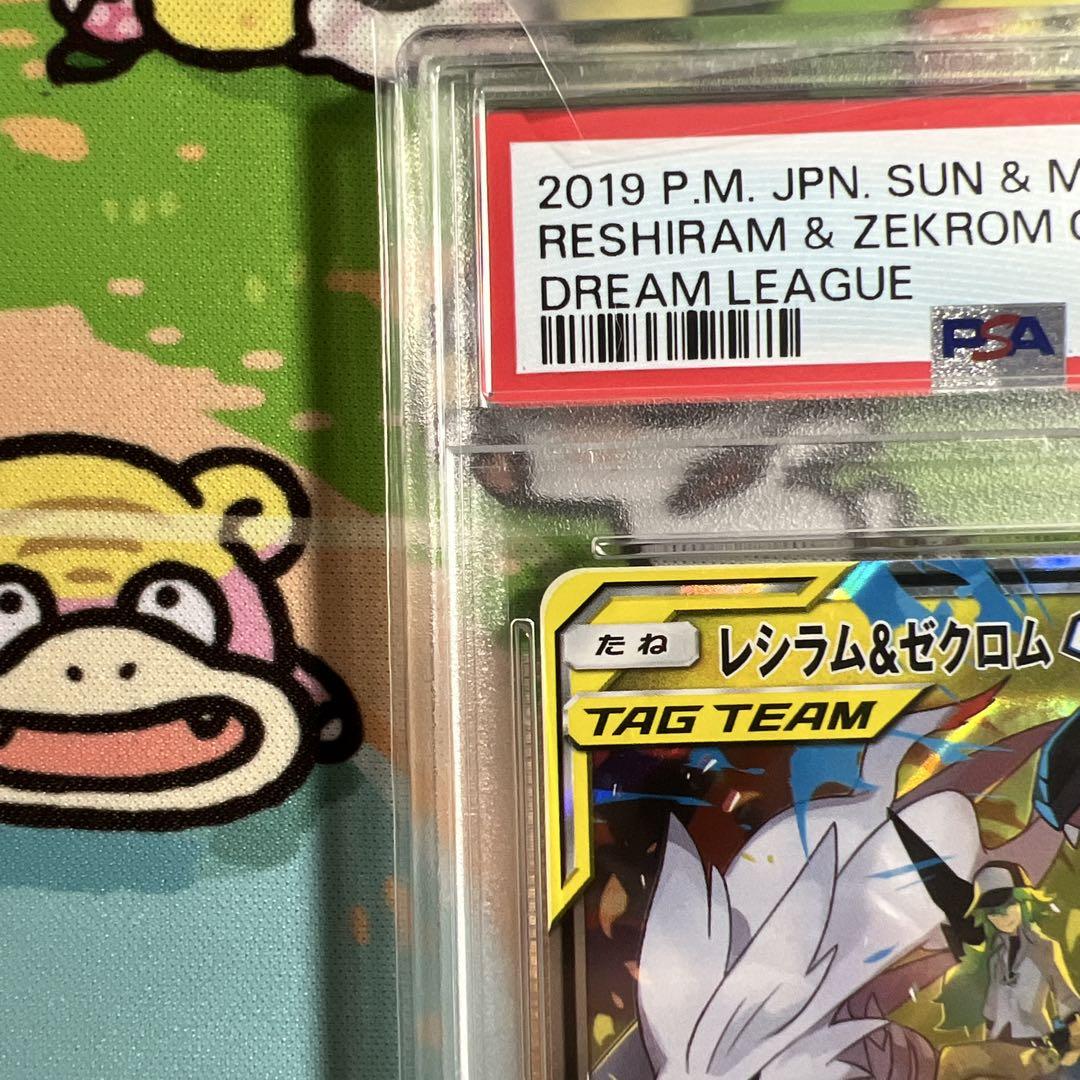 2019 P.M. JPN. SUN & M
RESHIRAM & ZEKROM
DREAM LEAGUE
PSA
たね
レシラム&ゼクロム
TAG TEAM